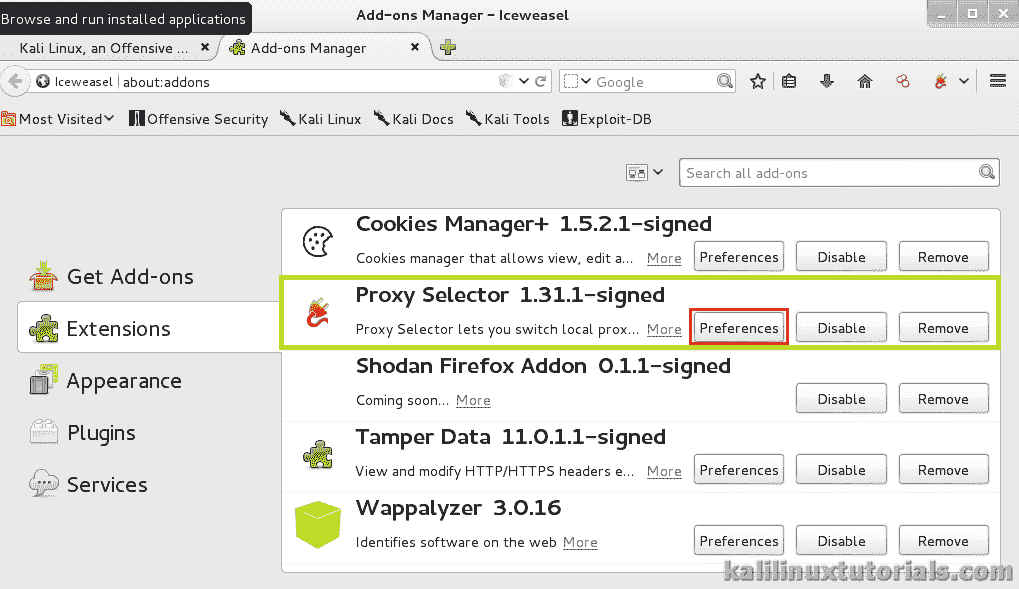 Add-ons Manager - Iceweasel
Browse and run installed applications
Kali Linux, an Offensive ...
Add-ons Manager
Iceweasel
about:addons
Google
Most Visited
Offensive Security
Kali Linux
Kali Docs
Kali Tools
Exploit-DB
Search all add-ons
Get Add-ons
Extensions
Appearance
Plugins
Services
Cookies Manager+ 1.5.2.1-signed
Cookies manager that allows view, edit a... More Preferences Disable Remove
Proxy Selector 1.31.1-signed
Proxy Selector lets you switch local prox... More Preferences Disable Remove
Shodan Firefox Addon 0.1.1-signed
Coming soon... More Disable Remove
Tamper Data 11.0.1.1-signed
View and modify HTTP/HTTPS headers e... More Preferences Disable Remove
Wappalyzer 3.0.16
Identifies software on the web More Preferences Disable Remove
kalilinuxtutorials.com